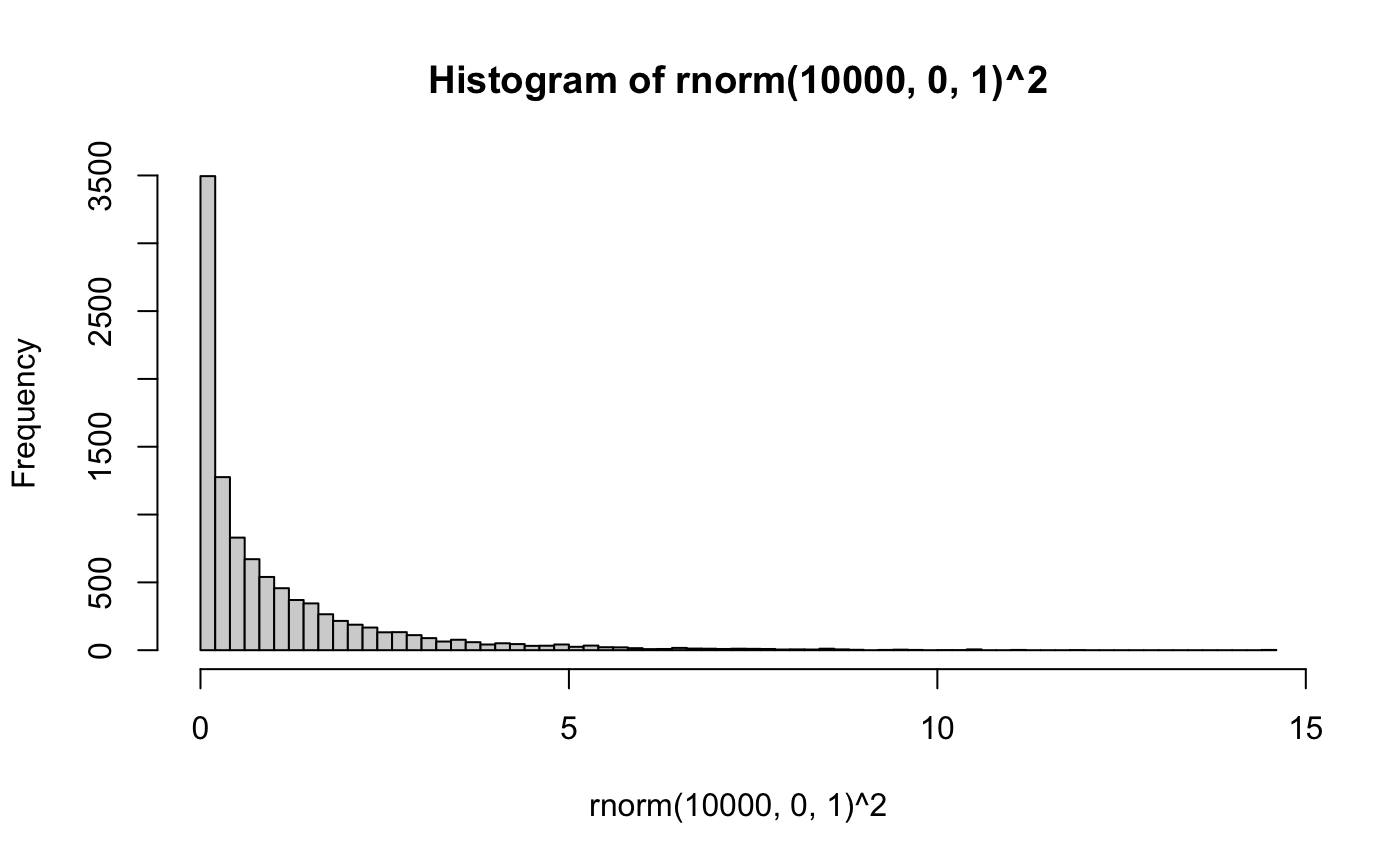 Histogram of rnorm(10000, 0, 1)^2
Frequency
3500
2500
1500
500
0
0 5 10 15
rnorm(10000, 0, 1)^2